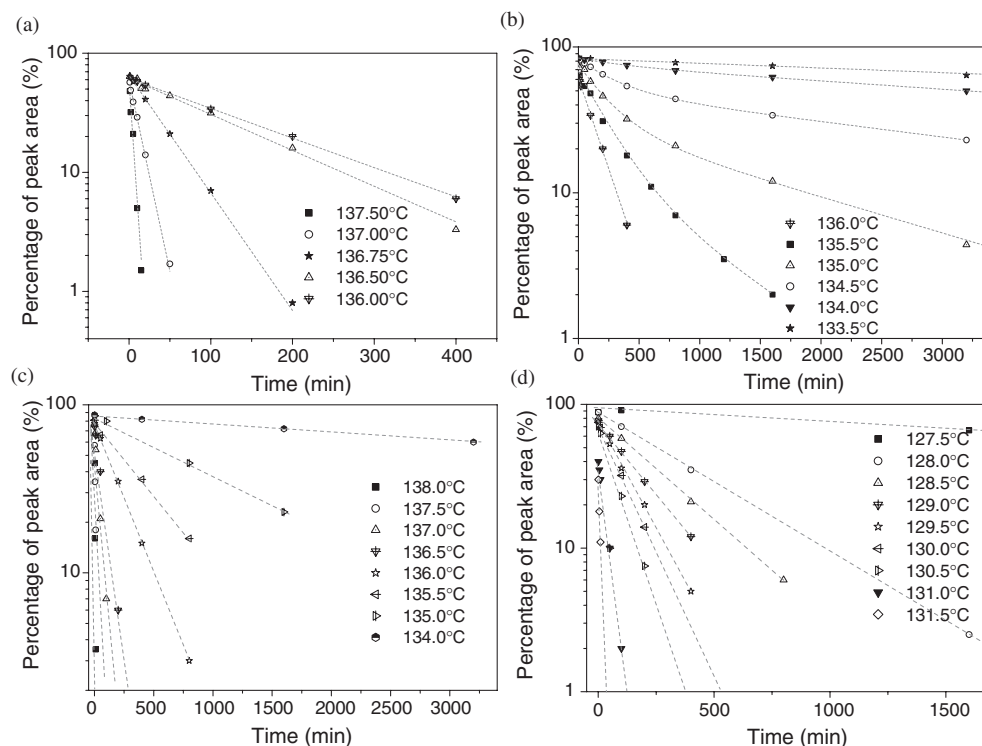 (a)
100
10
1
Percentage of peak area (%)
137.50°C
137.00°C
136.75°C
136.50°C
136.00°C
0 100 200 300 400
Time (min)
(b)
100
10
1
Percentage of peak area (%)
136.0°C
135.5°C
135.0°C
134.5°C
134.0°C
133.5°C
0 500 1000 1500 2000 2500 3000
Time (min)
(c)
100
10
Percentage of peak area (%)
138.0°C
137.5°C
137.0°C
136.5°C
136.0°C
135.5°C
135.0°C
134.0°C
0 500 1000 1500 2000 2500 3000
Time (min)
(d)
100
10
1
Percentage of peak area (%)
127.5°C
128.0°C
128.5°C
129.0°C
129.5°C
130.0°C
130.5°C
131.0°C
131.5°C
0 500 1000 1500
Time (min)